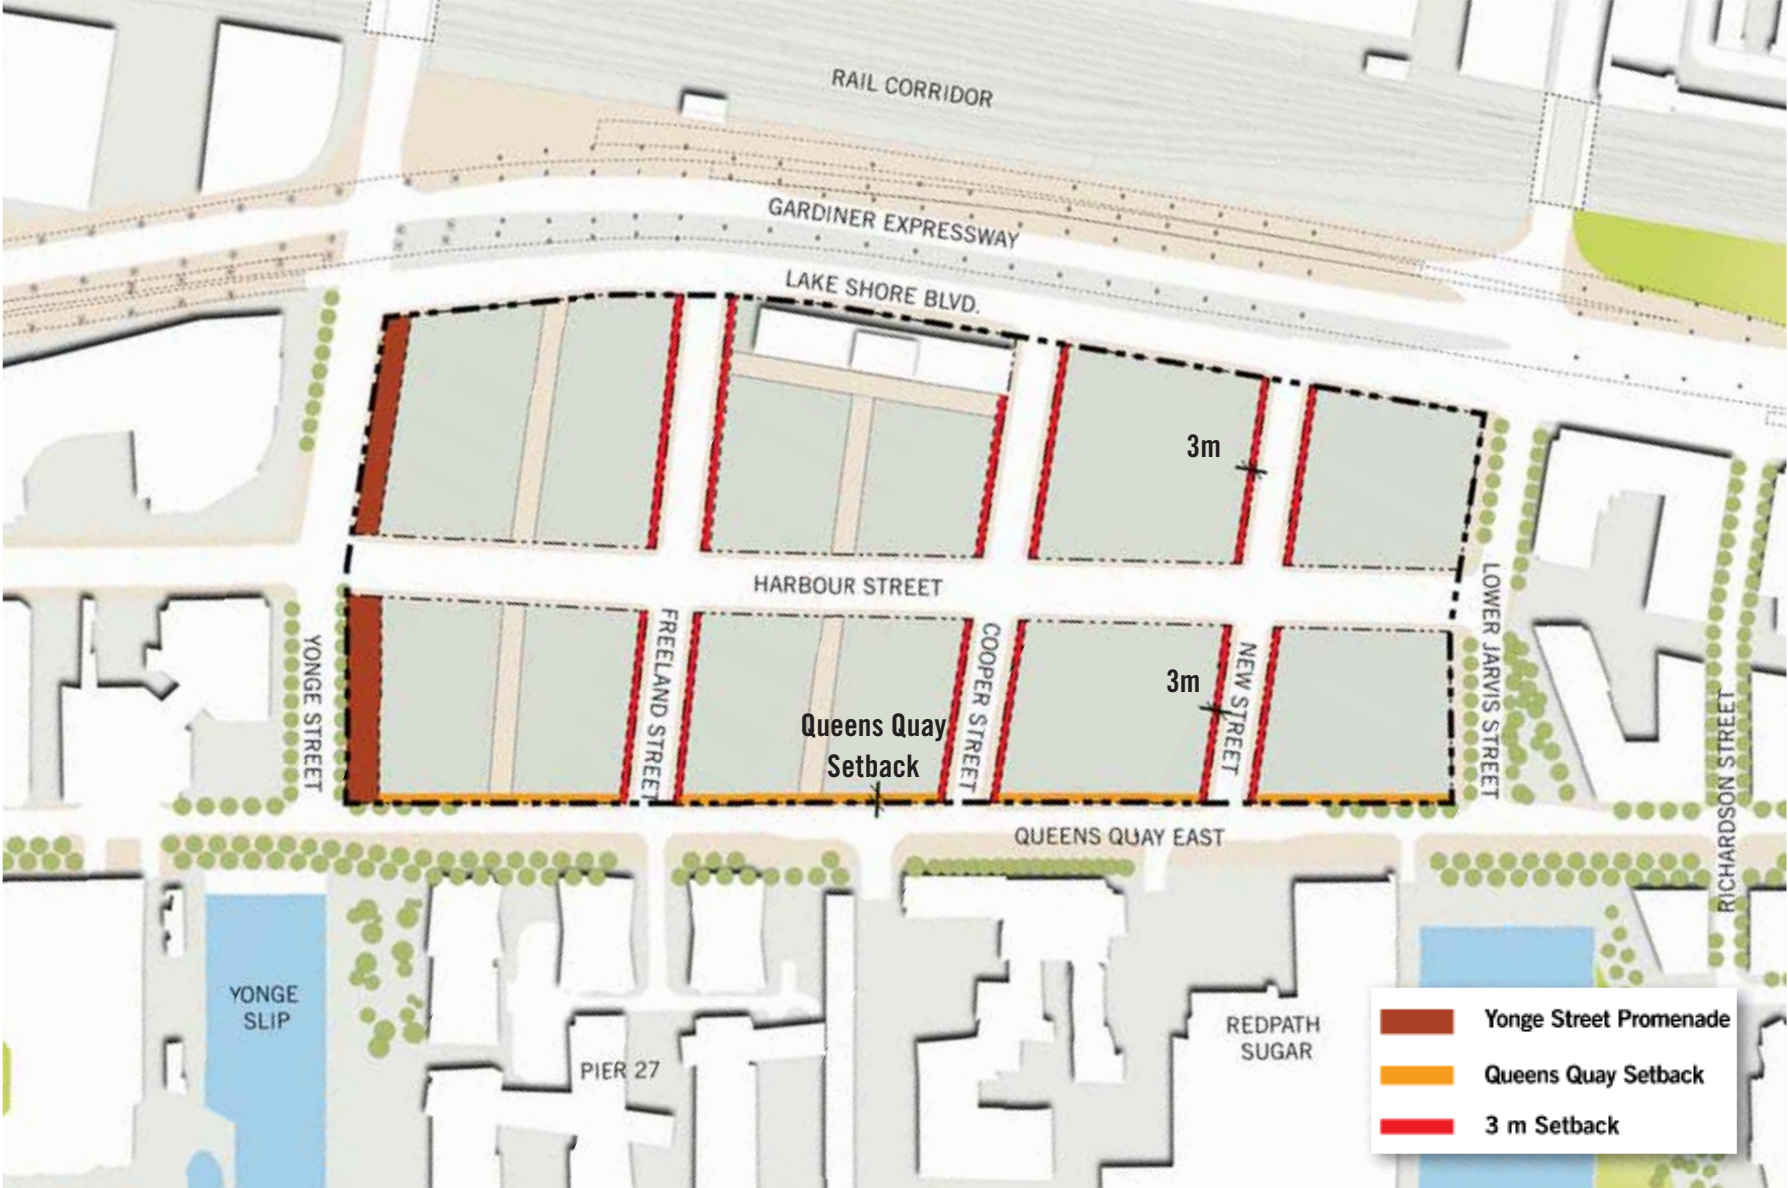 RAIL CORRIDOR
GARDINER EXPRESSWAY
LAKE SHORE BLVD.
3m
HARBOUR STREET
YONGE STREET
FREELAND STREET
COOPER STREET
3m
NEW STREET
LOWER JARVIS STREET
RICHARDSON STREET
Queens Quay
Setback
QUEENS QUAY EAST
YONGE
SLIP
PIER 27
REDPATH
SUGAR
Yonge Street Promenade
Queens Quay Setback
3 m Setback